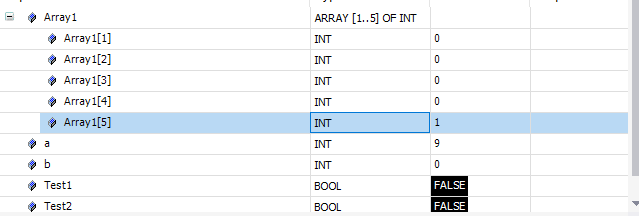 Array1 ARRAY [1..5] OF INT
Array1[1] INT 0
Array1[2] INT 0
Array1[3] INT 0
Array1[4] INT 0
Array1[5] INT 1
a INT 9
b INT 0
Test1 BOOL FALSE
Test2 BOOL FALSE